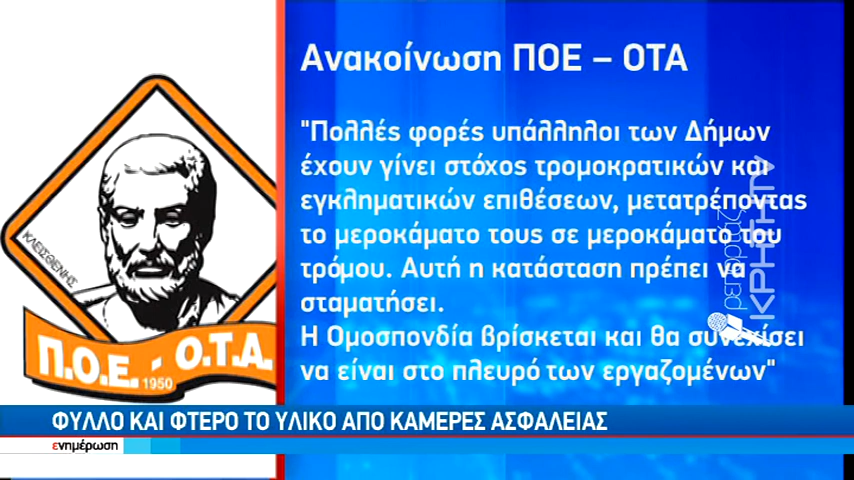 Ανακοίνωση ΠΟΕ – ΟΤΑ
"Πολλές φορές υπάλληλοι των Δήμων
έχουν γίνει στόχος τρομοκρατικών και
εγκληματικών επιθέσεων, μετατρέποντας
το μεροκάματο τους σε μεροκάματο του
τρόμου. Αυτή η κατάσταση πρέπει να
σταματήσει.
Η Ομοσπονδία βρίσκεται και θα συνεχίσει
να είναι στο πλευρό των εργαζομένων"
ρεπορτάζ
ΚΡΗΤΗ TV
ΚΛΕΙΣΘΕΝΗΣ
Π.Ο.Ε. - Ο.Τ.Α.
1950
ΦΥΛΛΟ ΚΑΙ ΦΤΕΡΟ ΤΟ ΥΛΙΚΟ ΑΠΟ ΚΑΜΕΡΕΣ ΑΣΦΑΛΕΙΑΣ
ενημέρωση